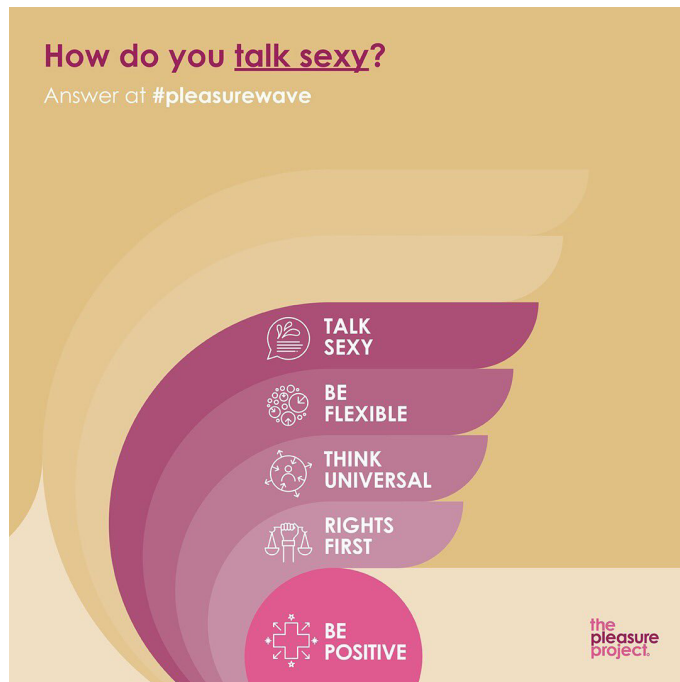 How do you talk sexy?
Answer at #pleasurewave
TALK
SEXY
BE
FLEXIBLE
THINK
UNIVERSAL
RIGHTS
FIRST
BE
POSITIVE
the
pleasure
project.